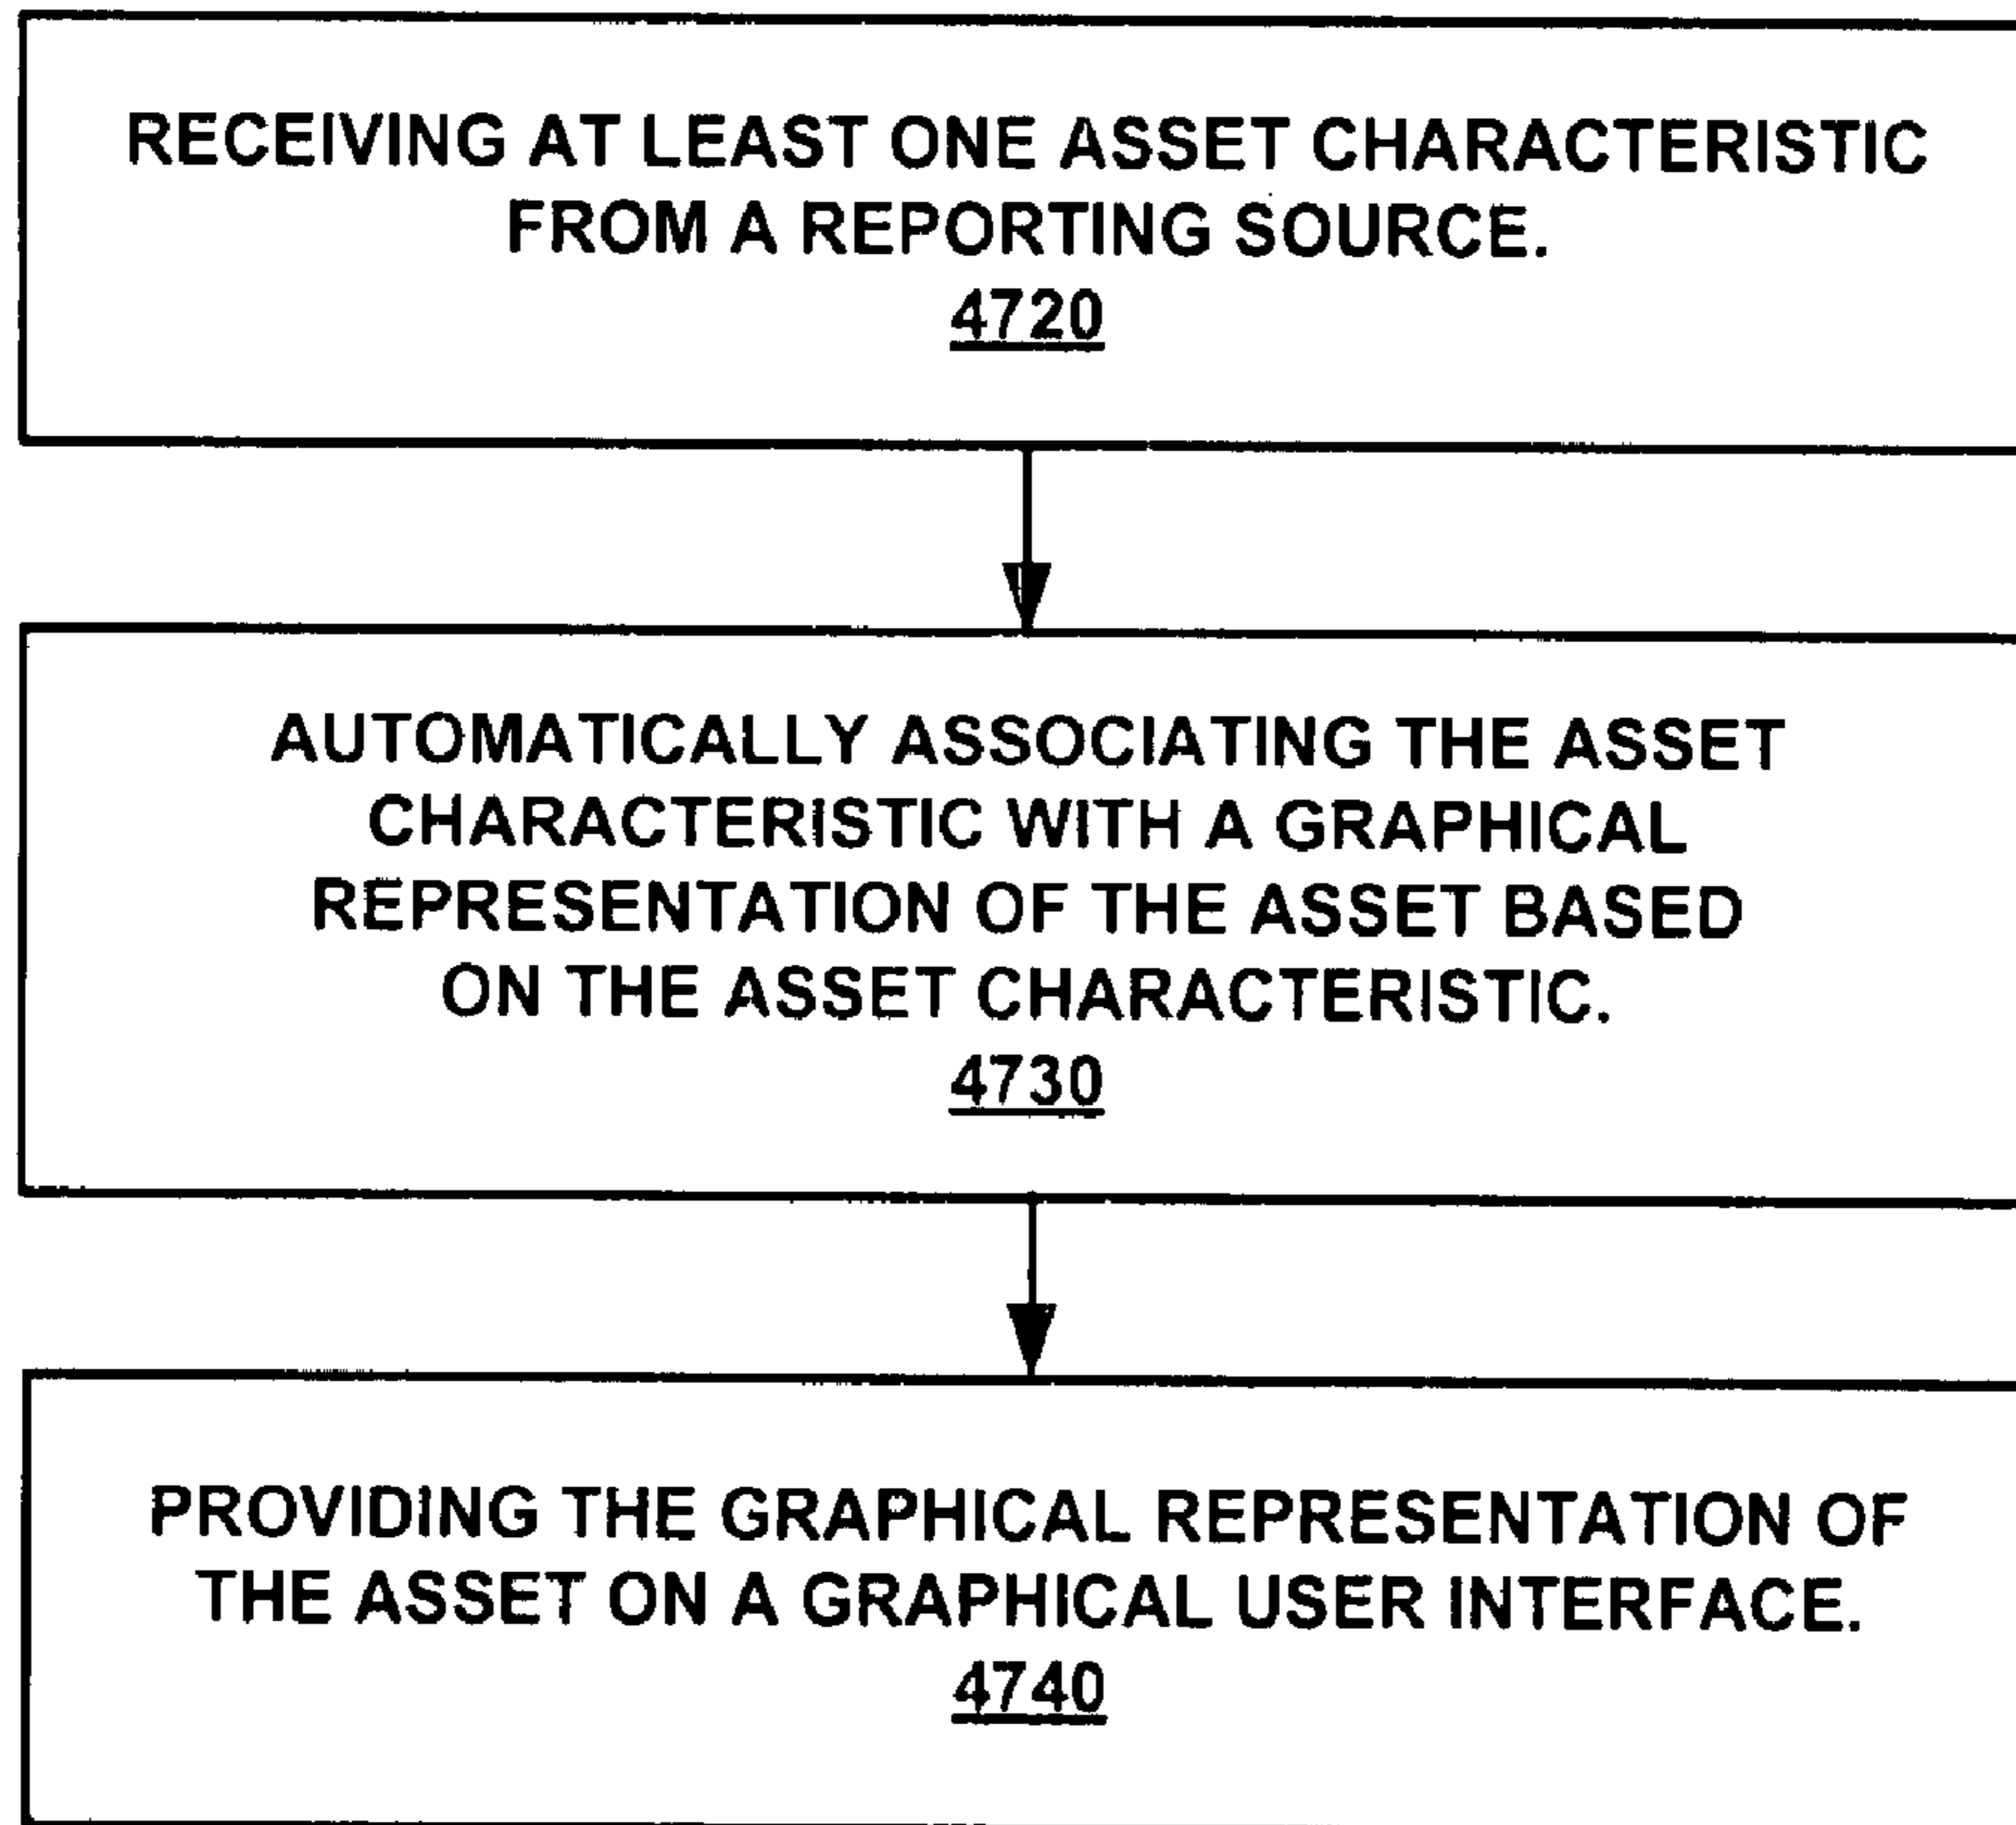 RECEIVING AT LEAST ONE ASSET CHARACTERISTIC
FROM A REPORTING SOURCE.
4720
AUTOMATICALLY ASSOCIATING THE ASSET
CHARACTERISTIC WITH A GRAPHICAL
REPRESENTATION OF THE ASSET BASED
ON THE ASSET CHARACTERISTIC.
4730
PROVIDING THE GRAPHICAL REPRESENTATION OF
THE ASSET ON A GRAPHICAL USER INTERFACE.
4740